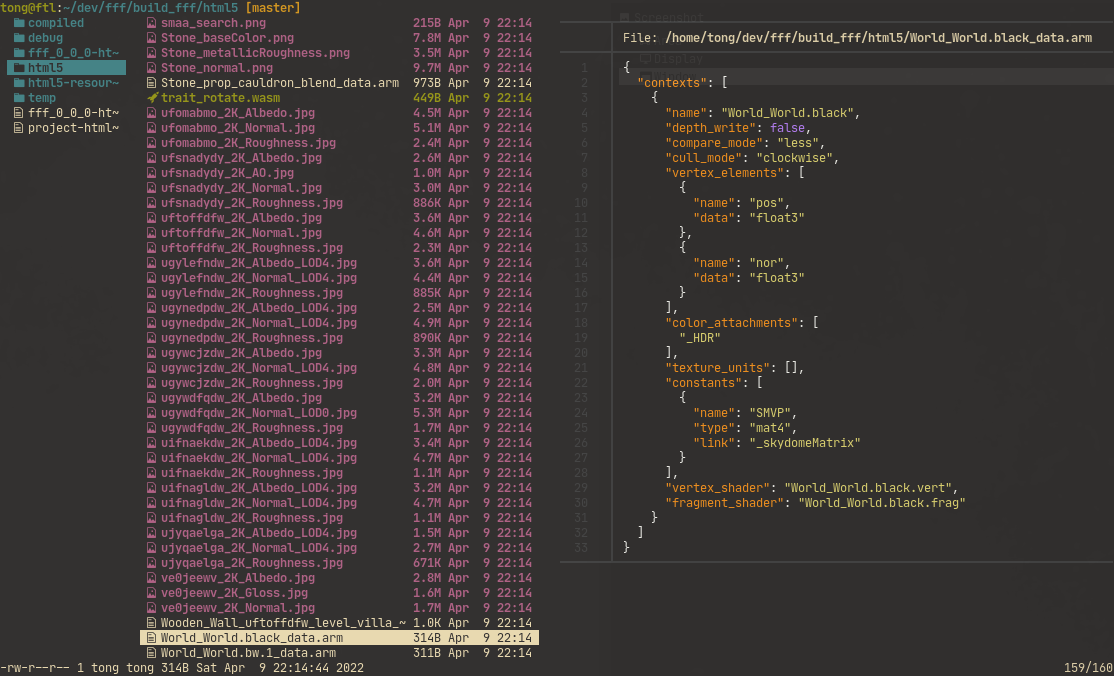 tong@ftl:~/dev/fff/build_fff/html5 [master]
compiled
debug
fff_0_0_0-ht~
html5
html5-resour~
temp
fff_0_0_0-ht~
project-html~
smaa_search.png 215B Apr  9 22:14
Stone_baseColor.png 7.8M Apr  9 22:14
Stone_metallicRoughness.png 3.5M Apr  9 22:14
Stone_normal.png 9.7M Apr  9 22:14
Stone_prop_cauldron_blend_data.arm 973B Apr  9 22:14
trait_rotate.wasm 449B Apr  9 22:14
ufomabmo_2K_Albedo.jpg 4.5M Apr  9 22:14
ufomabmo_2K_Normal.jpg 5.1M Apr  9 22:14
ufomabmo_2K_Roughness.jpg 2.4M Apr  9 22:14
ufsnadydy_2K_Albedo.jpg 2.6M Apr  9 22:14
ufsnadydy_2K_AO.jpg 1.0M Apr  9 22:14
ufsnadydy_2K_Normal.jpg 3.0M Apr  9 22:14
ufsnadydy_2K_Roughness.jpg 886K Apr  9 22:14
uftoffdfw_2K_Albedo.jpg 3.6M Apr  9 22:14
uftoffdfw_2K_Normal.jpg 4.6M Apr  9 22:14
uftoffdfw_2K_Roughness.jpg 2.3M Apr  9 22:14
ugylefndw_2K_Albedo_LOD4.jpg 3.6M Apr  9 22:14
ugylefndw_2K_Normal_LOD4.jpg 4.4M Apr  9 22:14
ugylefndw_2K_Roughness.jpg 885K Apr  9 22:14
ugynedpdw_2K_Albedo_LOD4.jpg 2.5M Apr  9 22:14
ugynedpdw_2K_Normal_LOD4.jpg 4.9M Apr  9 22:14
ugynedpdw_2K_Roughness.jpg 890K Apr  9 22:14
ugywcjzdw_2K_Albedo.jpg 3.3M Apr  9 22:14
ugywcjzdw_2K_Normal_LOD4.jpg 4.8M Apr  9 22:14
ugywcjzdw_2K_Roughness.jpg 2.0M Apr  9 22:14
ugywdfqdw_2K_Albedo.jpg 3.2M Apr  9 22:14
ugywdfqdw_2K_Normal_LOD0.jpg 5.3M Apr  9 22:14
ugywdfqdw_2K_Roughness.jpg 1.7M Apr  9 22:14
uifnaekdw_2K_Albedo_LOD4.jpg 3.4M Apr  9 22:14
uifnaekdw_2K_Normal_LOD4.jpg 4.7M Apr  9 22:14
uifnaekdw_2K_Roughness.jpg 1.1M Apr  9 22:14
uifnagldw_2K_Albedo_LOD4.jpg 3.2M Apr  9 22:14
uifnagldw_2K_Normal_LOD4.jpg 4.7M Apr  9 22:14
uifnagldw_2K_Roughness.jpg 1.1M Apr  9 22:14
ujyqaelga_2K_Albedo_LOD4.jpg 1.5M Apr  9 22:14
ujyqaelga_2K_Normal_LOD4.jpg 2.7M Apr  9 22:14
ujyqaelga_2K_Roughness.jpg 671K Apr  9 22:14
ve0jeewv_2K_Albedo.jpg 2.8M Apr  9 22:14
ve0jeewv_2K_Gloss.jpg 1.6M Apr  9 22:14
ve0jeewv_2K_Normal.jpg 1.7M Apr  9 22:14
Wooden_Wall_uftoffdfw_level_villa_~ 1.0K Apr  9 22:14
World_World.black_data.arm 314B Apr  9 22:14
World_World.bw.1_data.arm 311B Apr  9 22:14
Screenshot
File: /home/tong/dev/fff/build_fff/html5/World_World.black_data.arm
Display
1 {
2   "contexts": [
3     {
4       "name": "World_World.black",
5       "depth_write": false,
6       "compare_mode": "less",
7       "cull_mode": "clockwise",
8       "vertex_elements": [
9         {
10           "name": "pos",
11           "data": "float3"
12         },
13         {
14           "name": "nor",
15           "data": "float3"
16         }
17       ],
18       "color_attachments": [
19         "_HDR"
20       ],
21       "texture_units": [],
22       "constants": [
23         {
24           "name": "SMVP",
25           "type": "mat4",
26           "link": "_skydomeMatrix"
27         }
28       ],
29       "vertex_shader": "World_World.black.vert",
30       "fragment_shader": "World_World.black.frag"
31     }
32   ]
33 }
-rw-r--r-- 1 tong tong 314B Sat Apr  9 22:14:44 2022
159/160